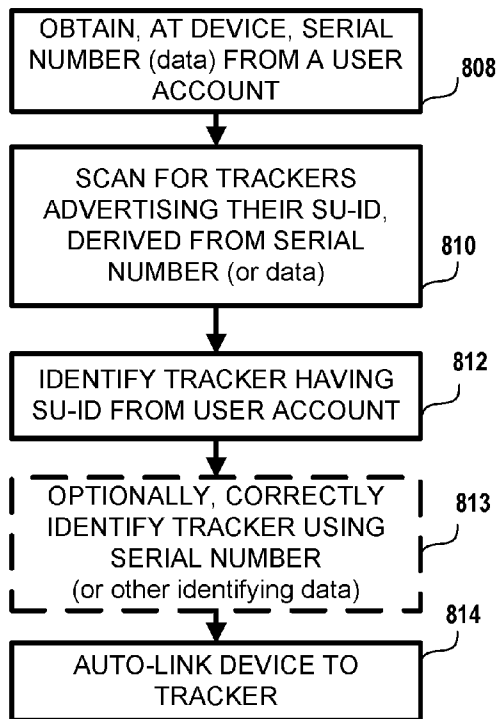 OBTAIN, AT DEVICE, SERIAL
NUMBER (data) FROM A USER
ACCOUNT
808
SCAN FOR TRACKERS
ADVERTISING THEIR SU-ID,
DERIVED FROM SERIAL
NUMBER (or data)
810
IDENTIFY TRACKER HAVING
SU-ID FROM USER ACCOUNT
812
OPTIONALLY, CORRECTLY
IDENTIFY TRACKER USING
SERIAL NUMBER
(or other identifying data)
813
AUTO-LINK DEVICE TO
TRACKER
814